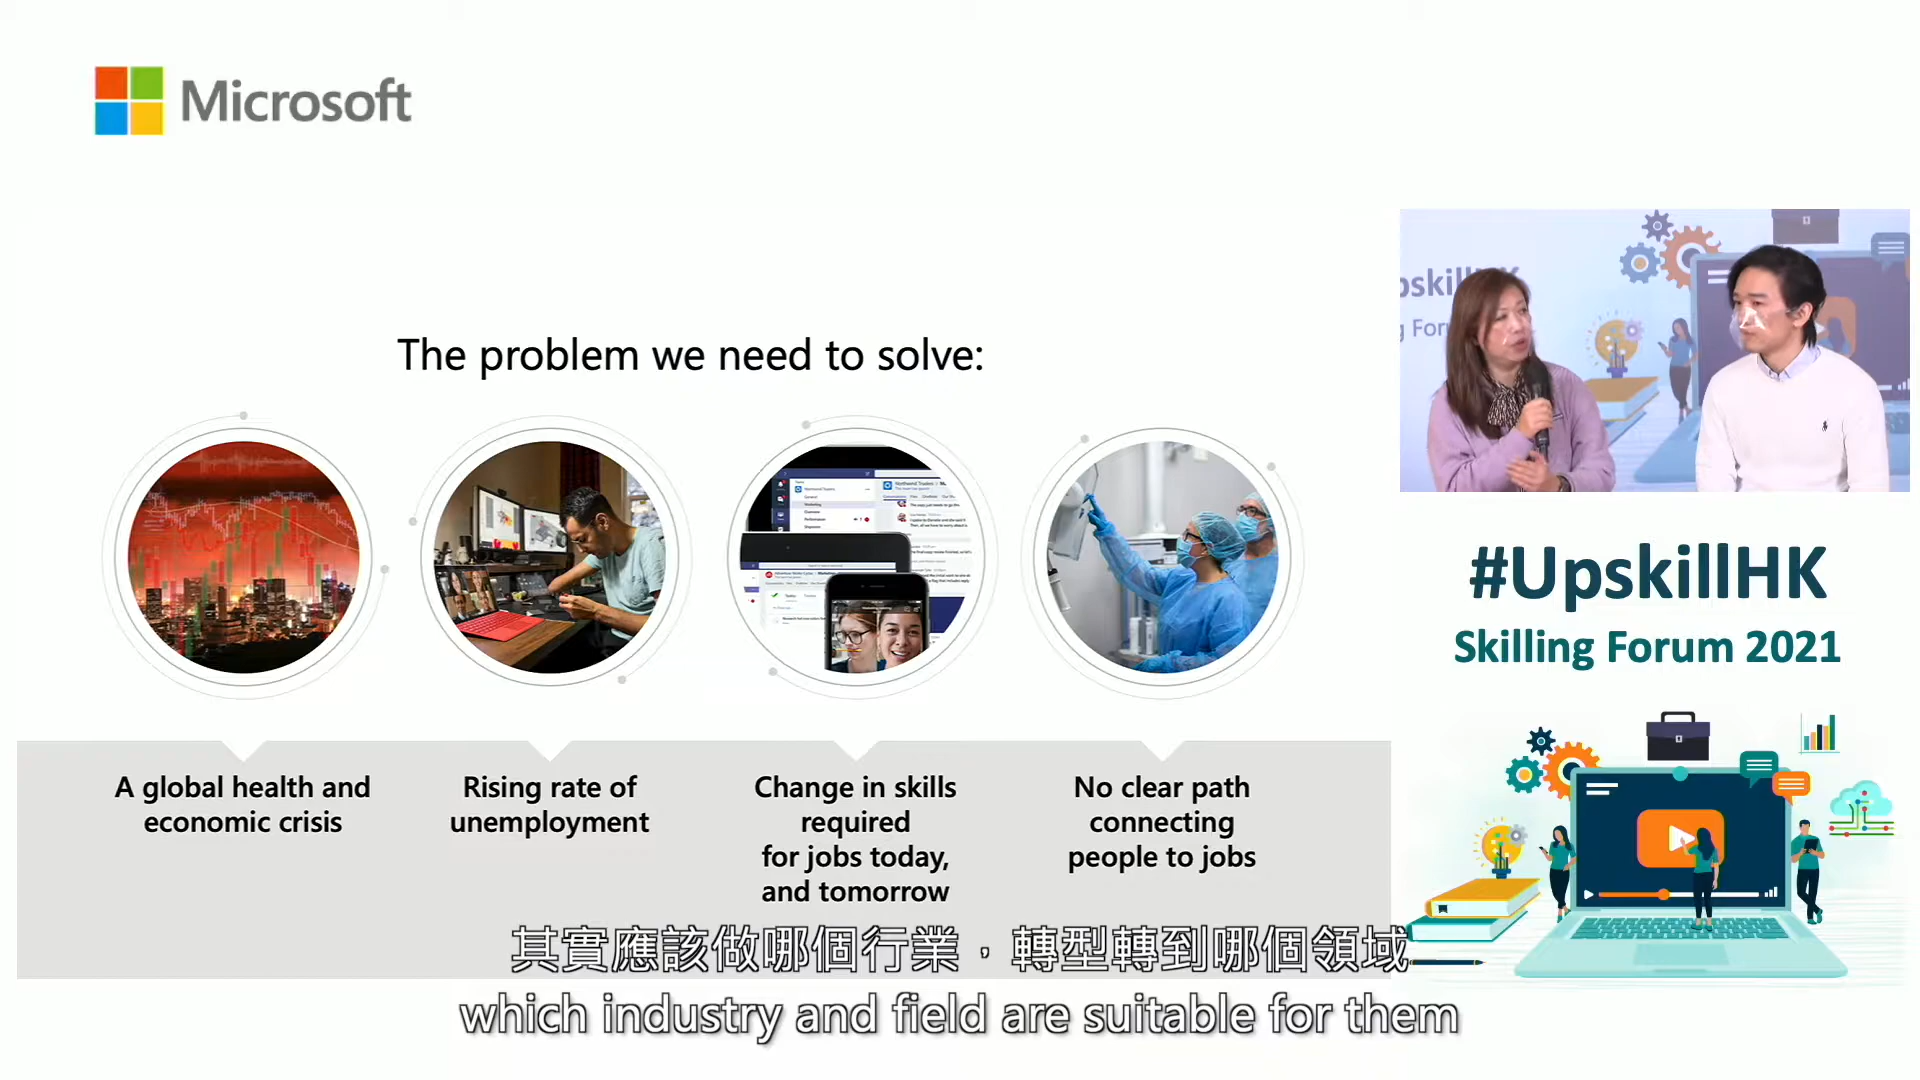 Microsoft
The problem we need to solve:
A global health and
economic crisis
Rising rate of
unemployment
Change in skills
required
for jobs today,
and tomorrow
No clear path
connecting
people to jobs
#UpskillHK
Skilling Forum 2021
其實應該做哪個行業，轉型轉到哪個領域
which industry and field are suitable for them